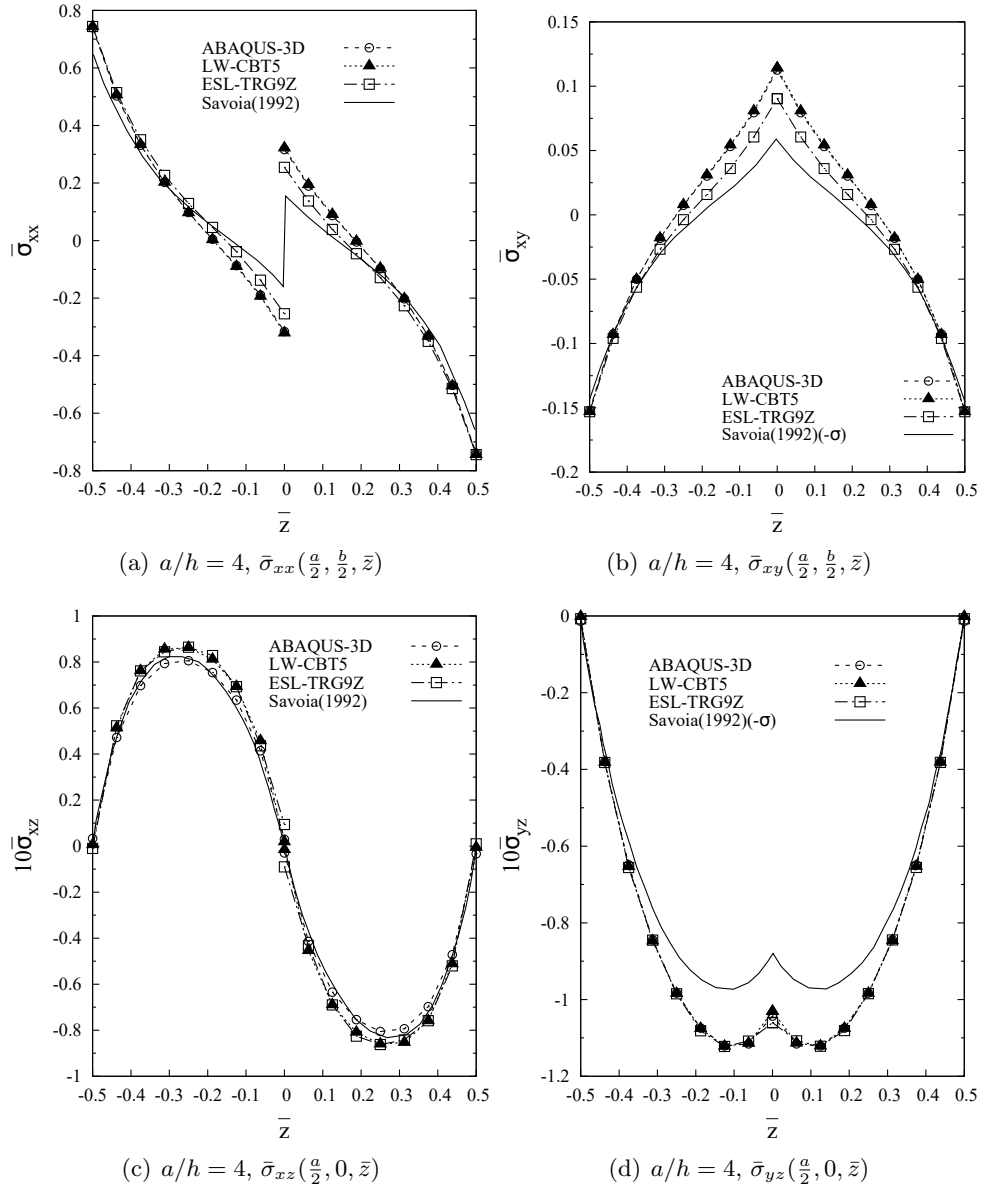 0.8
0.6
0.4
0.2
0
-0.2
-0.4
-0.6
-0.8
σ̅xx
ABAQUS-3D
LW-CBT5
ESL-TRG9Z
Savoia(1992)
-0.5 -0.4 -0.3 -0.2 -0.1 0 0.1 0.2 0.3 0.4 0.5
z̅
(a) a/h = 4, σ̄xx(a/2, b/2, z̄)
0.15
0.1
0.05
0
-0.05
-0.1
-0.15
-0.2
σ̅xy
ABAQUS-3D
LW-CBT5
ESL-TRG9Z
Savoia(1992)(-σ)
-0.5 -0.4 -0.3 -0.2 -0.1 0 0.1 0.2 0.3 0.4 0.5
z̅
(b) a/h = 4, σ̄xy(a/2, b/2, z̄)
1
0.8
0.6
0.4
0.2
0
-0.2
-0.4
-0.6
-0.8
-1
10σ̅xz
ABAQUS-3D
LW-CBT5
ESL-TRG9Z
Savoia(1992)
-0.5 -0.4 -0.3 -0.2 -0.1 0 0.1 0.2 0.3 0.4 0.5
z̅
(c) a/h = 4, σ̄xz(a/2, 0, z̄)
0
-0.2
-0.4
-0.6
-0.8
-1.0
-1.2
10σ̅yz
ABAQUS-3D
LW-CBT5
ESL-TRG9Z
Savoia(1992)(-σ)
-0.5 -0.4 -0.3 -0.2 -0.1 0 0.1 0.2 0.3 0.4 0.5
z̅
(d) a/h = 4, σ̄yz(a/2, 0, z̄)